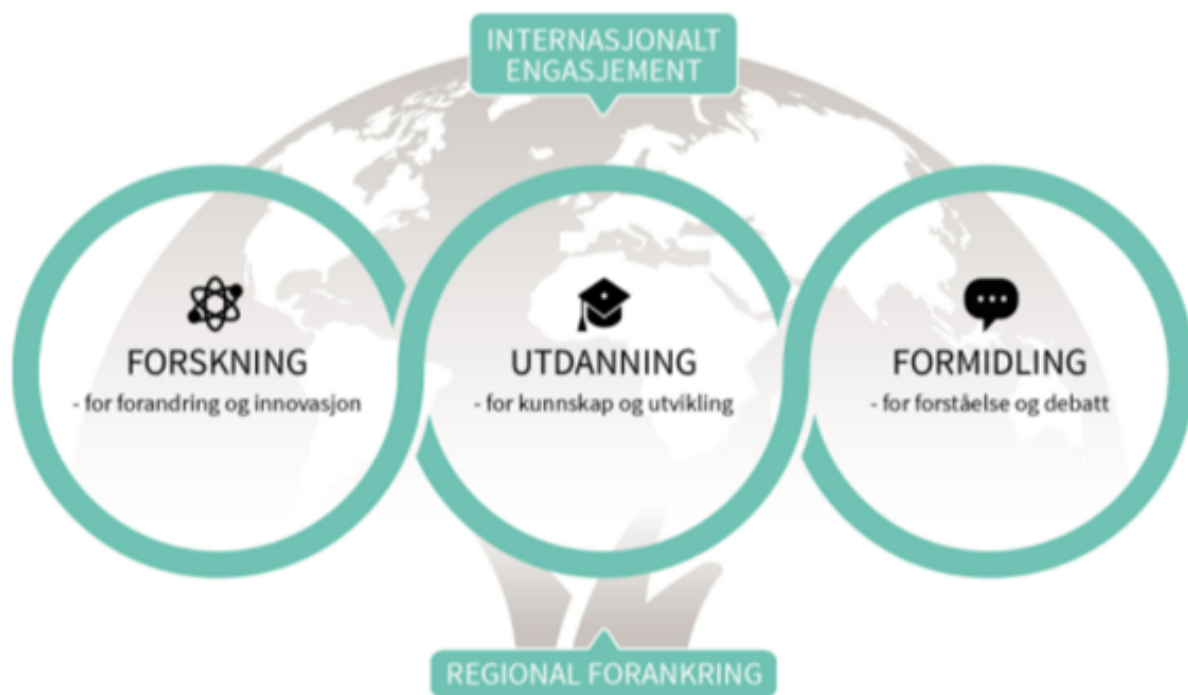 INTERNASJONALT
ENGASJEMENT
FORSKNING
- for forandring og innovasjon
UTDANNING
- for kunnskap og utvikling
FORMIDLING
- for forståelse og debatt
REGIONAL FORANKRING